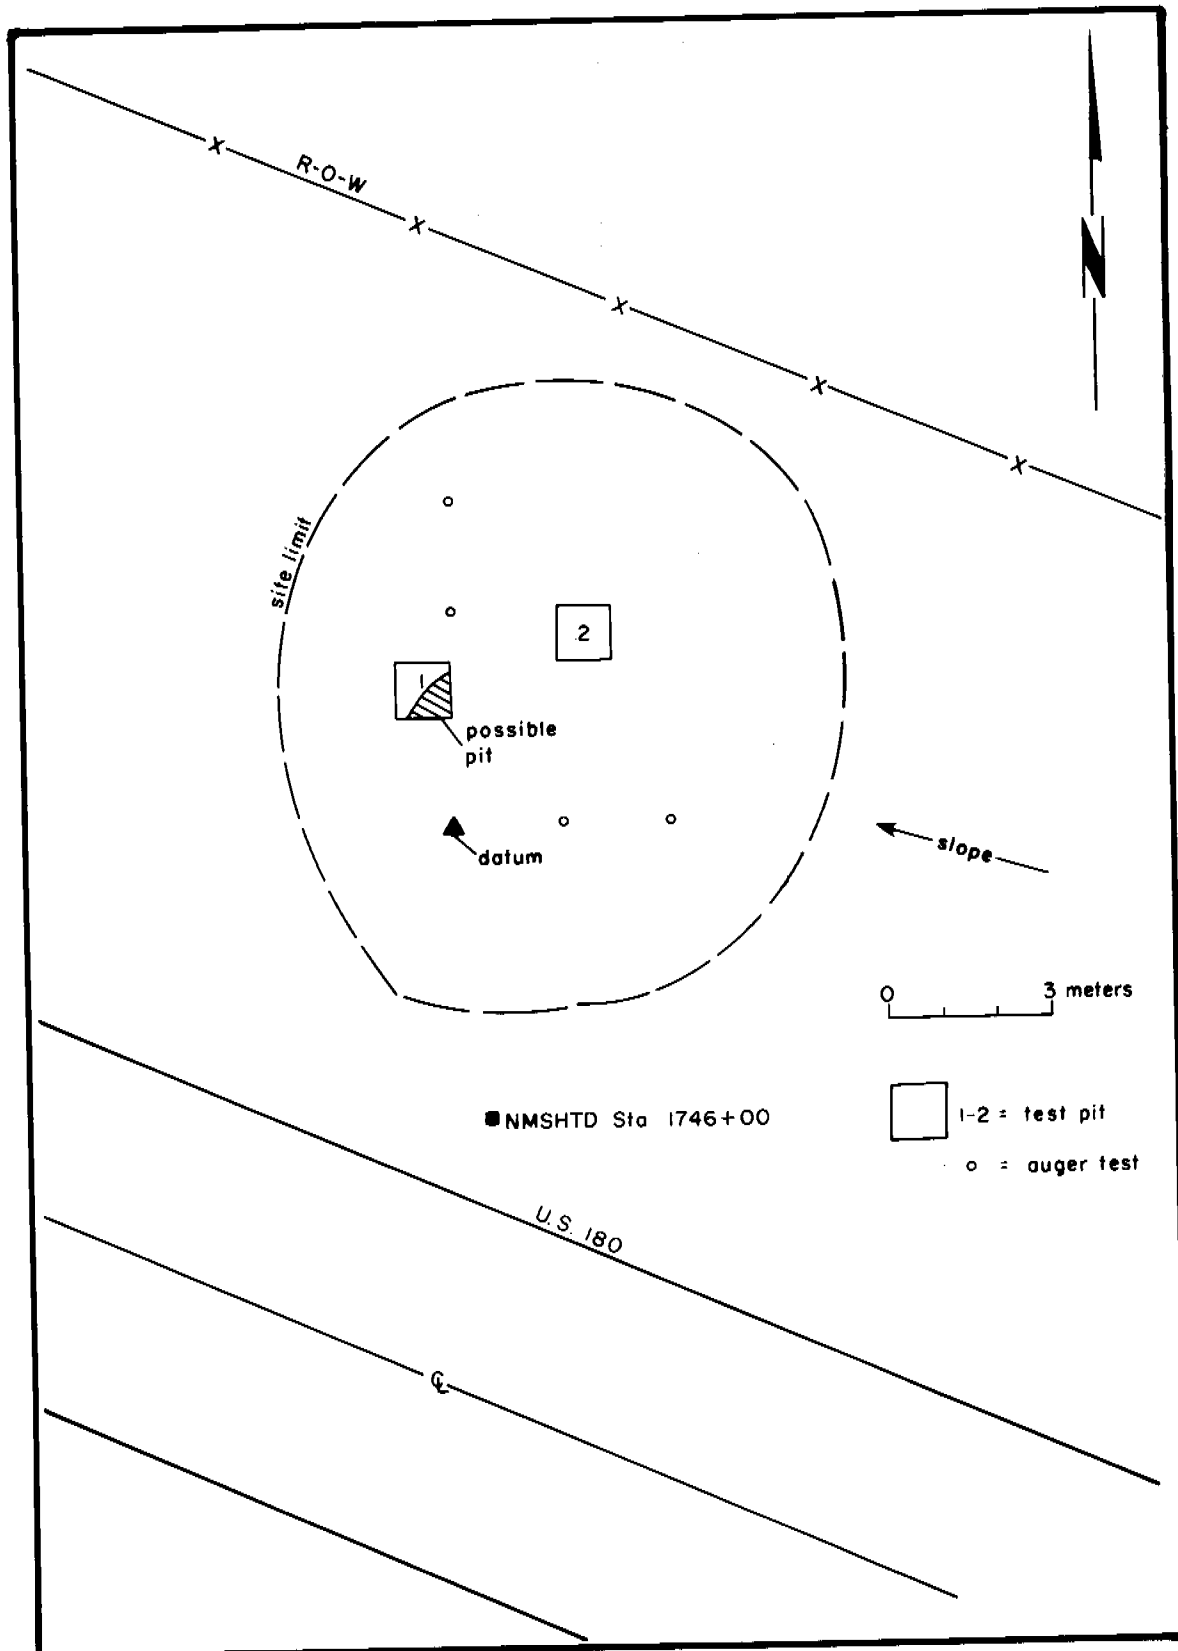 R-O-W
N
site limit
2
1
possible
pit
datum
slope
0 3 meters
NMSHTD Sta 1746+00
1-2 = test pit
o = auger test
U.S. 180
℄